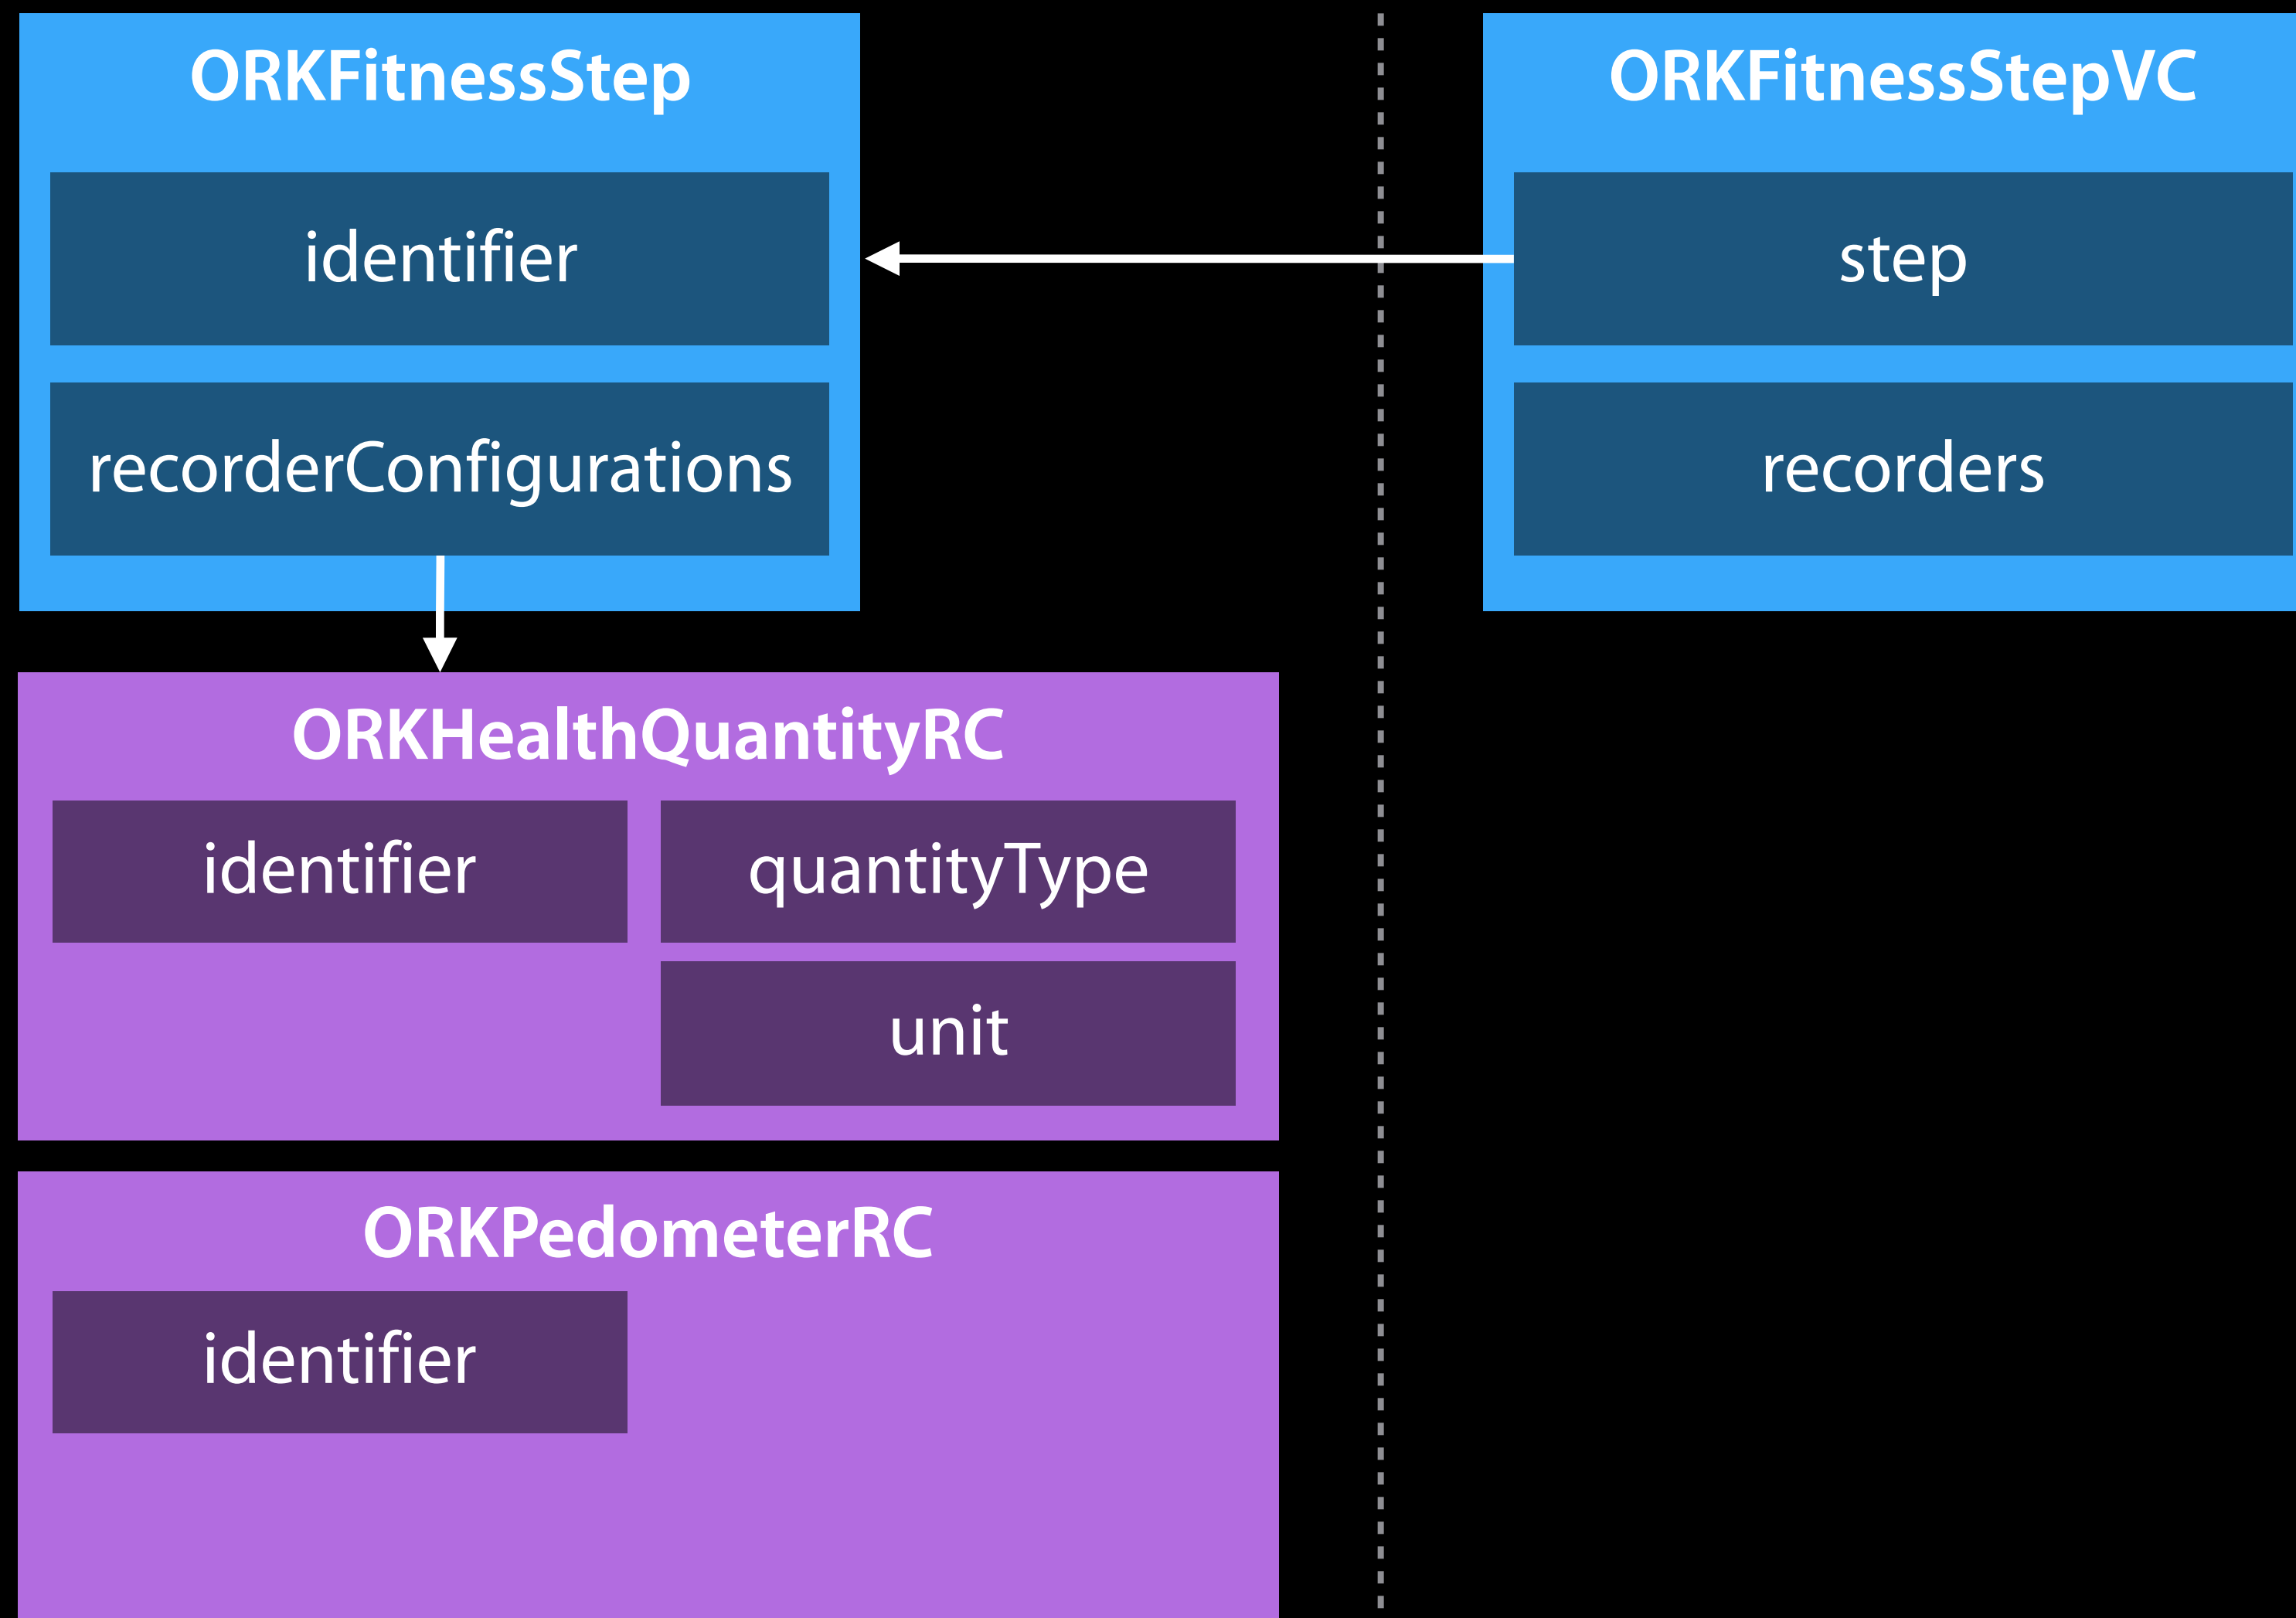 ORKFitnessStep
identifier
recorderConfigurations
ORKFitnessStepVC
step
recorders
ORKHealthQuantityRC
identifier
quantityType
unit
ORKPedometerRC
identifier